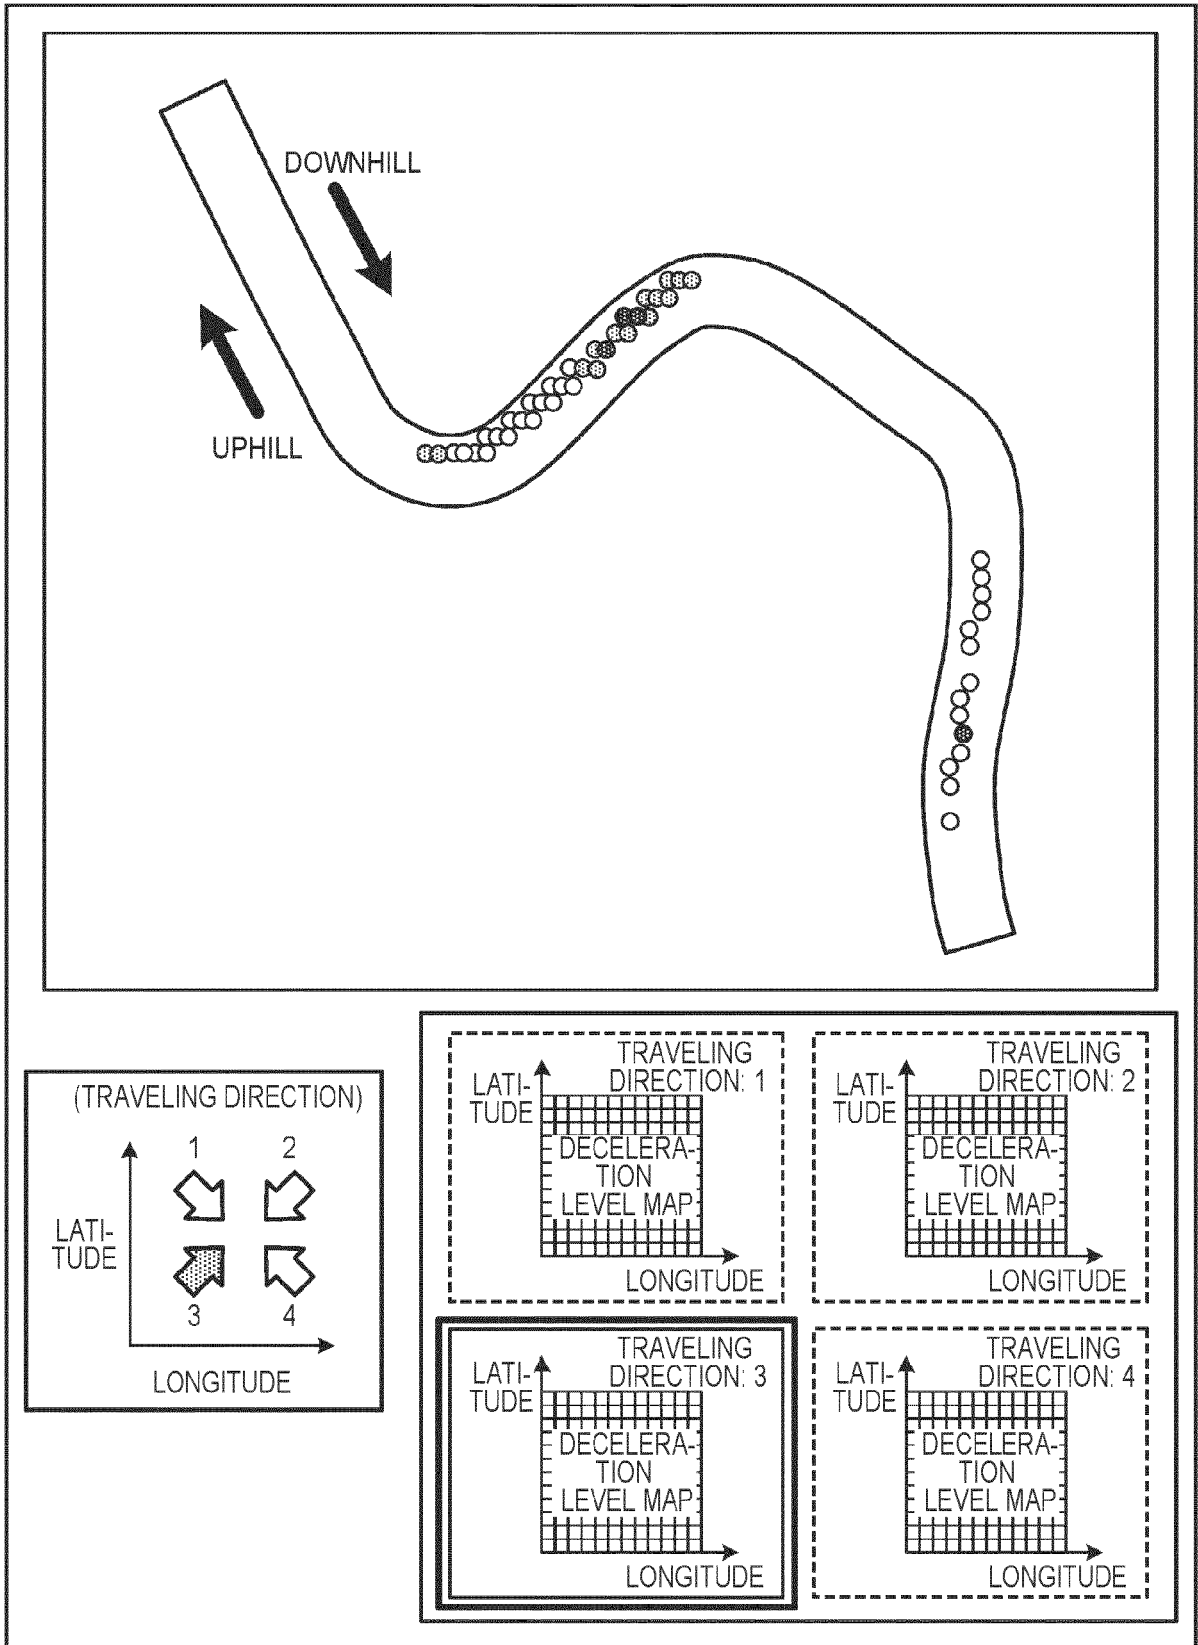 DOWNHILL
UPHILL
(TRAVELING DIRECTION)
1
2
LATI-
TUDE
3
4
LONGITUDE
TRAVELING
DIRECTION: 1
LATI-
TUDE
DECELERA-
TION
LEVEL MAP
LONGITUDE
TRAVELING
DIRECTION: 2
LATI-
TUDE
DECELERA-
TION
LEVEL MAP
LONGITUDE
TRAVELING
DIRECTION: 3
LATI-
TUDE
DECELERA-
TION
LEVEL MAP
LONGITUDE
TRAVELING
DIRECTION: 4
LATI-
TUDE
DECELERA-
TION
LEVEL MAP
LONGITUDE